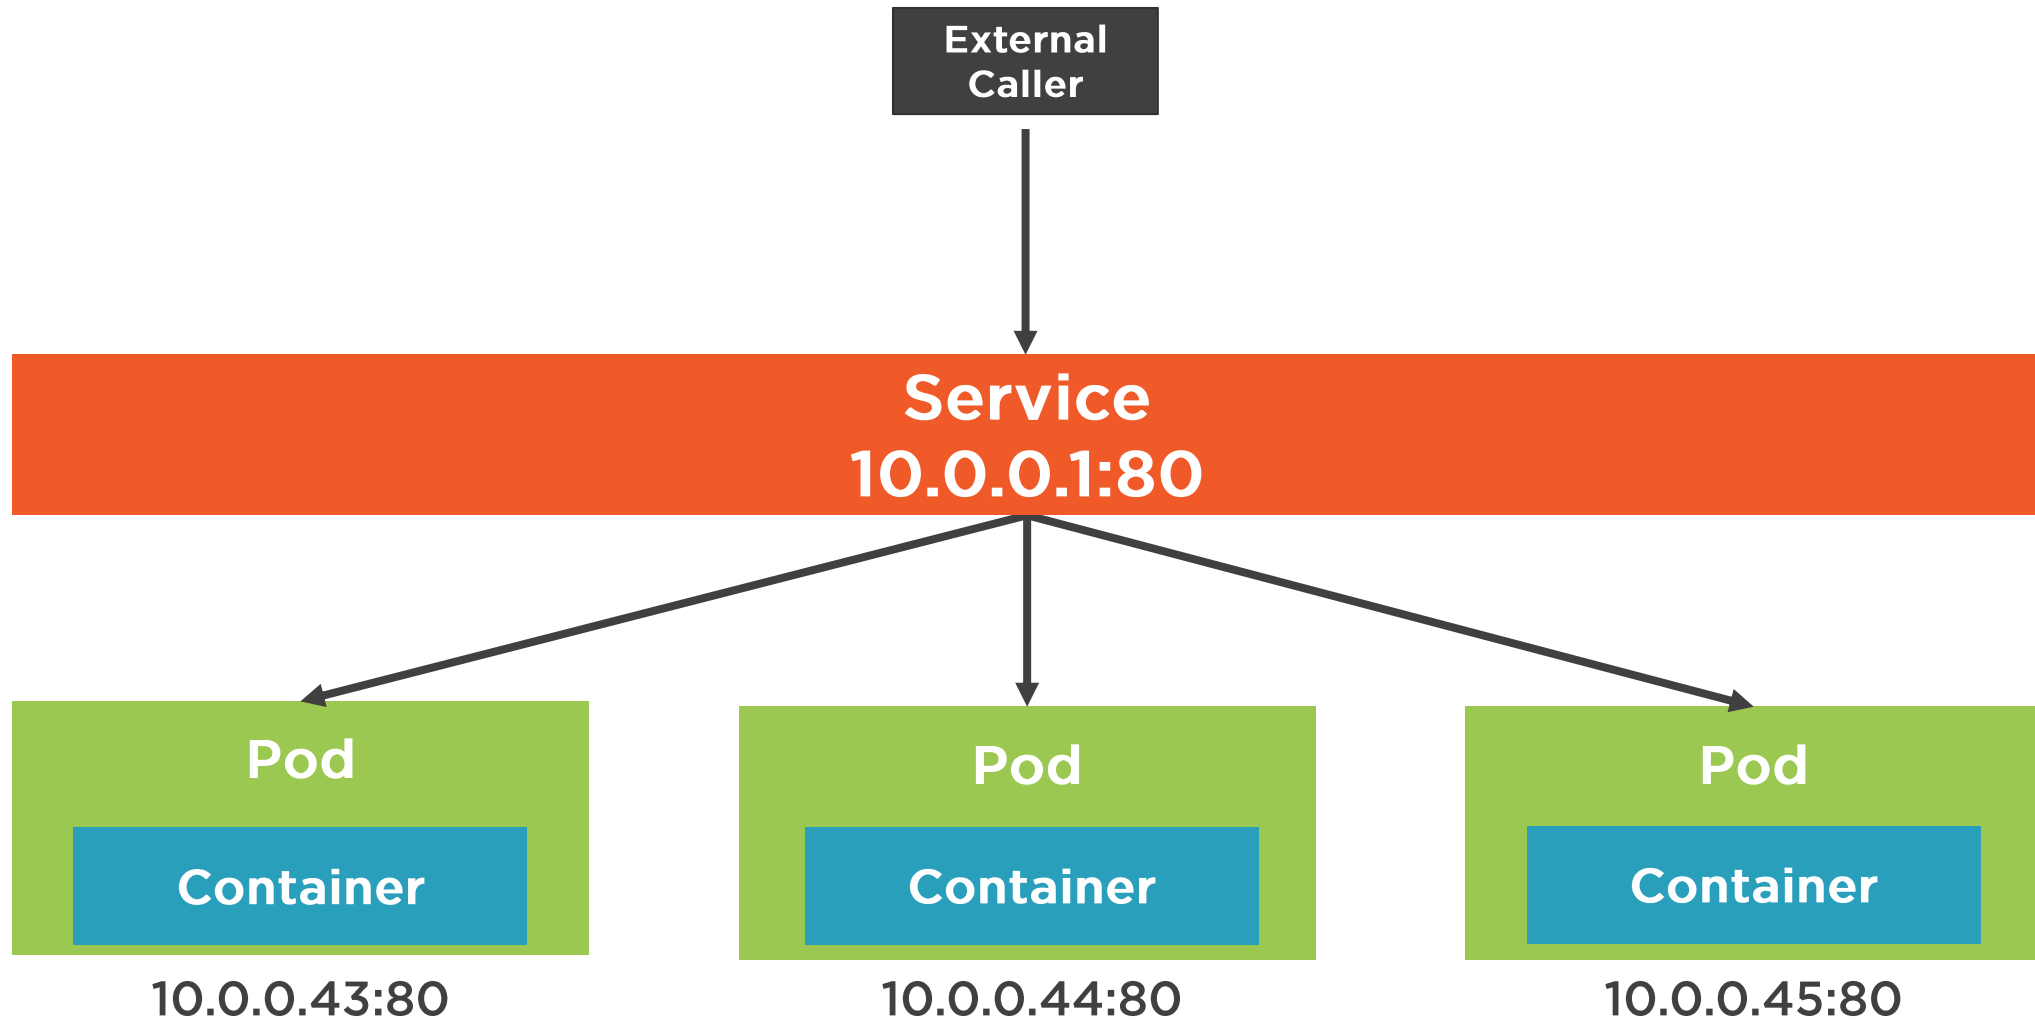 External
Caller
Service
10.0.0.1:80
Pod
Container
10.0.0.43:80
Pod
Container
10.0.0.44:80
Pod
Container
10.0.0.45:80